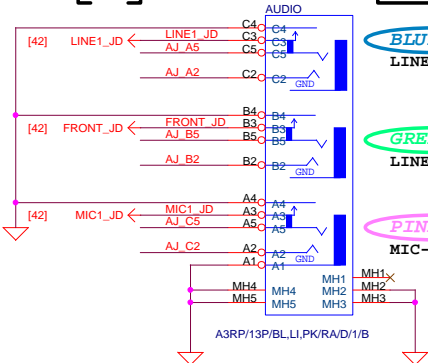 AUDIO
C4 C4
[42] LINE1_JD LINE1_JD C3 C3
AJ_A5 C5 C5
AJ_A2 C2 C2
GND
BLU
LINE
B4 B4
[42] FRONT_JD FRONT_JD B3 B3
AJ_B5 B5 B5
AJ_B2 B2 B2
GND
GRE
LINE
A4 A4
[42] MIC1_JD MIC1_JD A3 A3
AJ_C5 A5 A5
AJ_C2 A2 A2
GND
A1 A1
PIN
MIC-
MH4 MH4 MH1 MH1
MH5 MH5 MH2 MH2
MH3 MH3
A3RP/13P/BL,LI,PK/RA/D/1/B